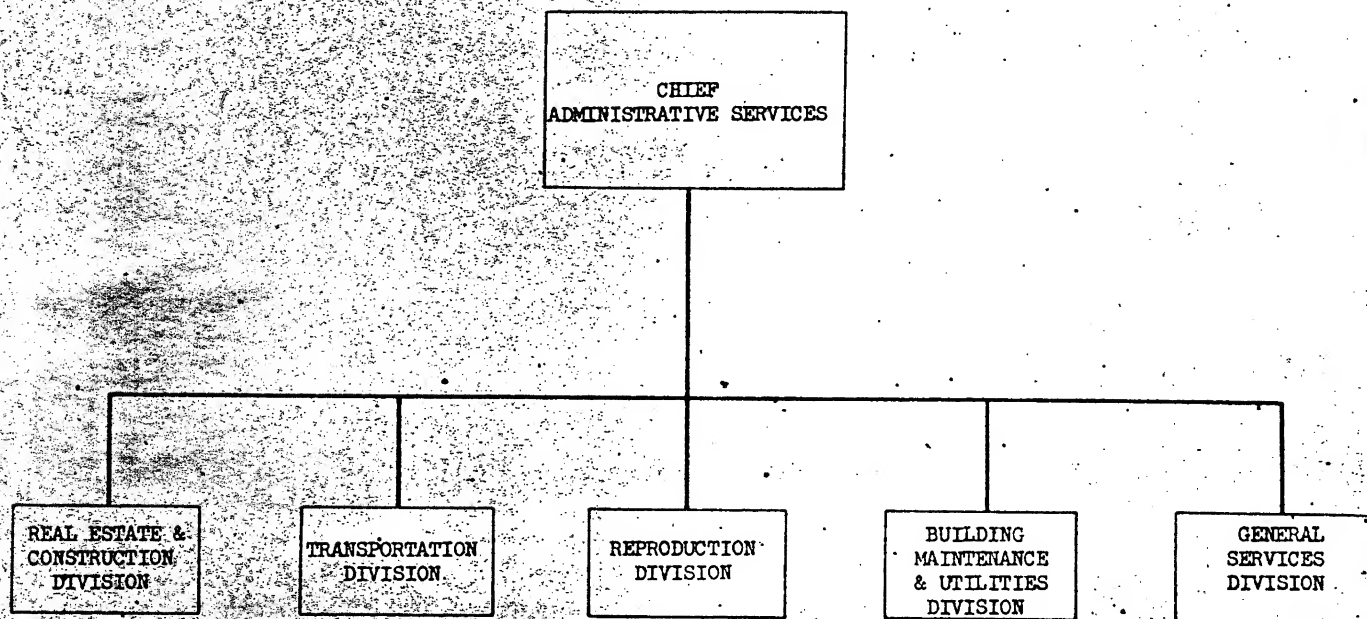 CHIEF
ADMINISTRATIVE SERVICES
REAL ESTATE &
CONSTRUCTION
DIVISION
TRANSPORTATION
DIVISION
REPRODUCTION
DIVISION
BUILDING
MAINTENANCE
& UTILITIES
DIVISION
GENERAL
SERVICES
DIVISION